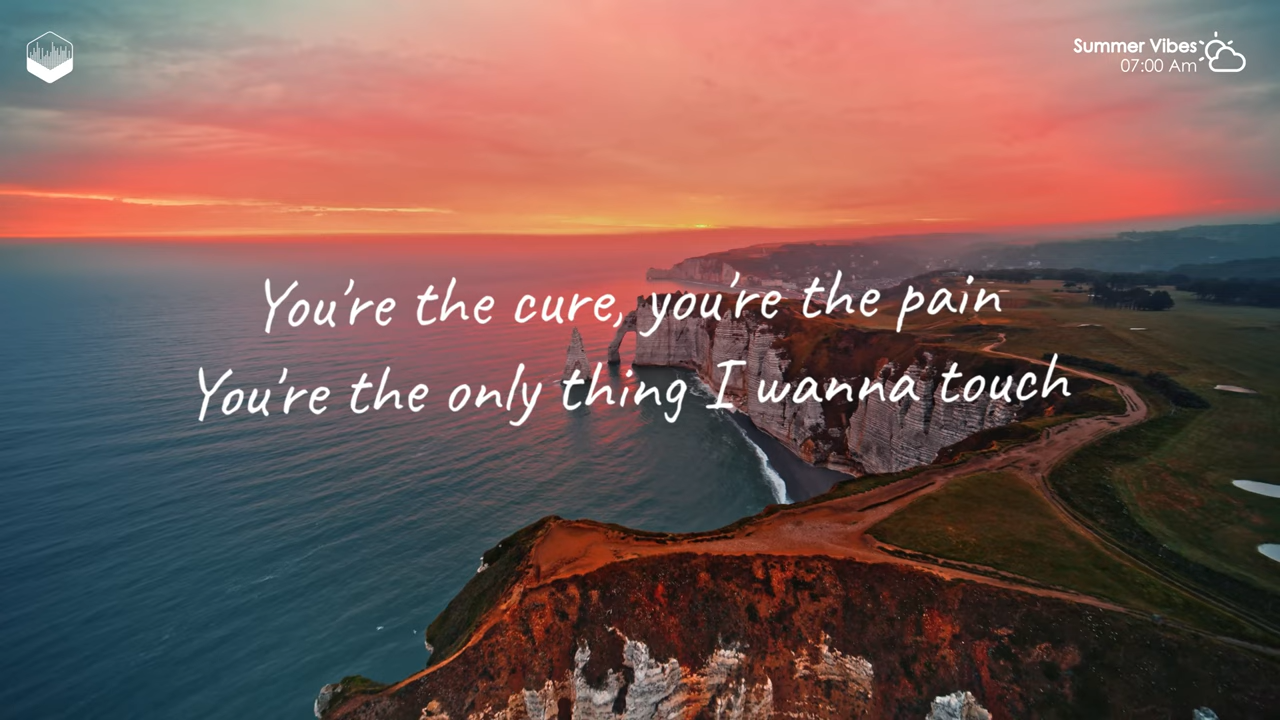 Summer Vibes
07:00 Am
You're the cure, you're the pain
You're the only thing I wanna touch